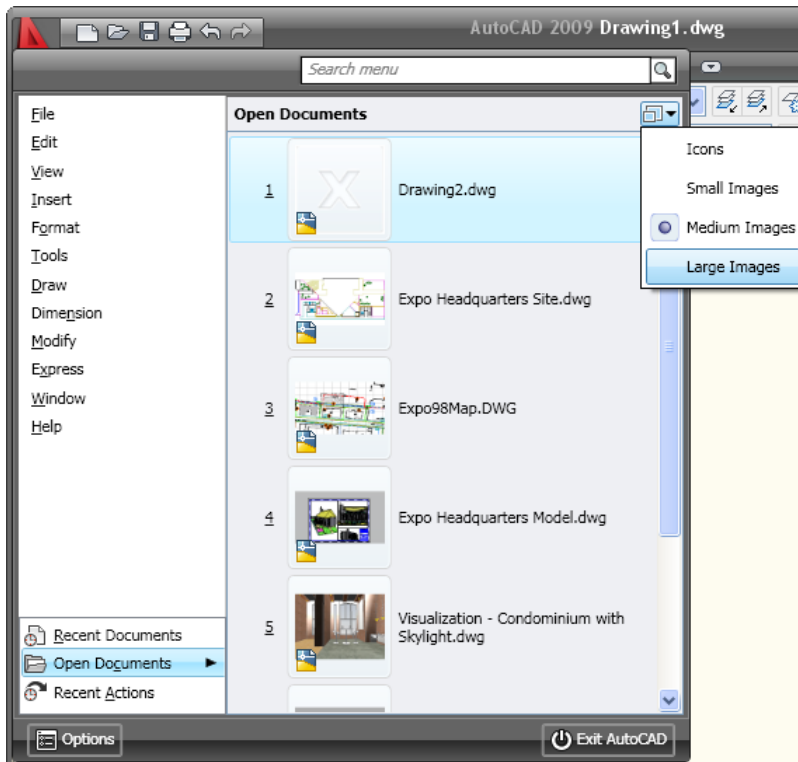 AutoCAD 2009 Drawing1.dwg
Search menu
File
Edit
View
Insert
Format
Tools
Draw
Dimension
Modify
Express
Window
Help
Recent Documents
Open Documents
Recent Actions
Open Documents
1 Drawing2.dwg
2 Expo Headquarters Site.dwg
3 Expo98Map.DWG
4 Expo Headquarters Model.dwg
5 Visualization - Condominium with
Skylight.dwg
Icons
Small Images
Medium Images
Large Images
Options
Exit AutoCAD